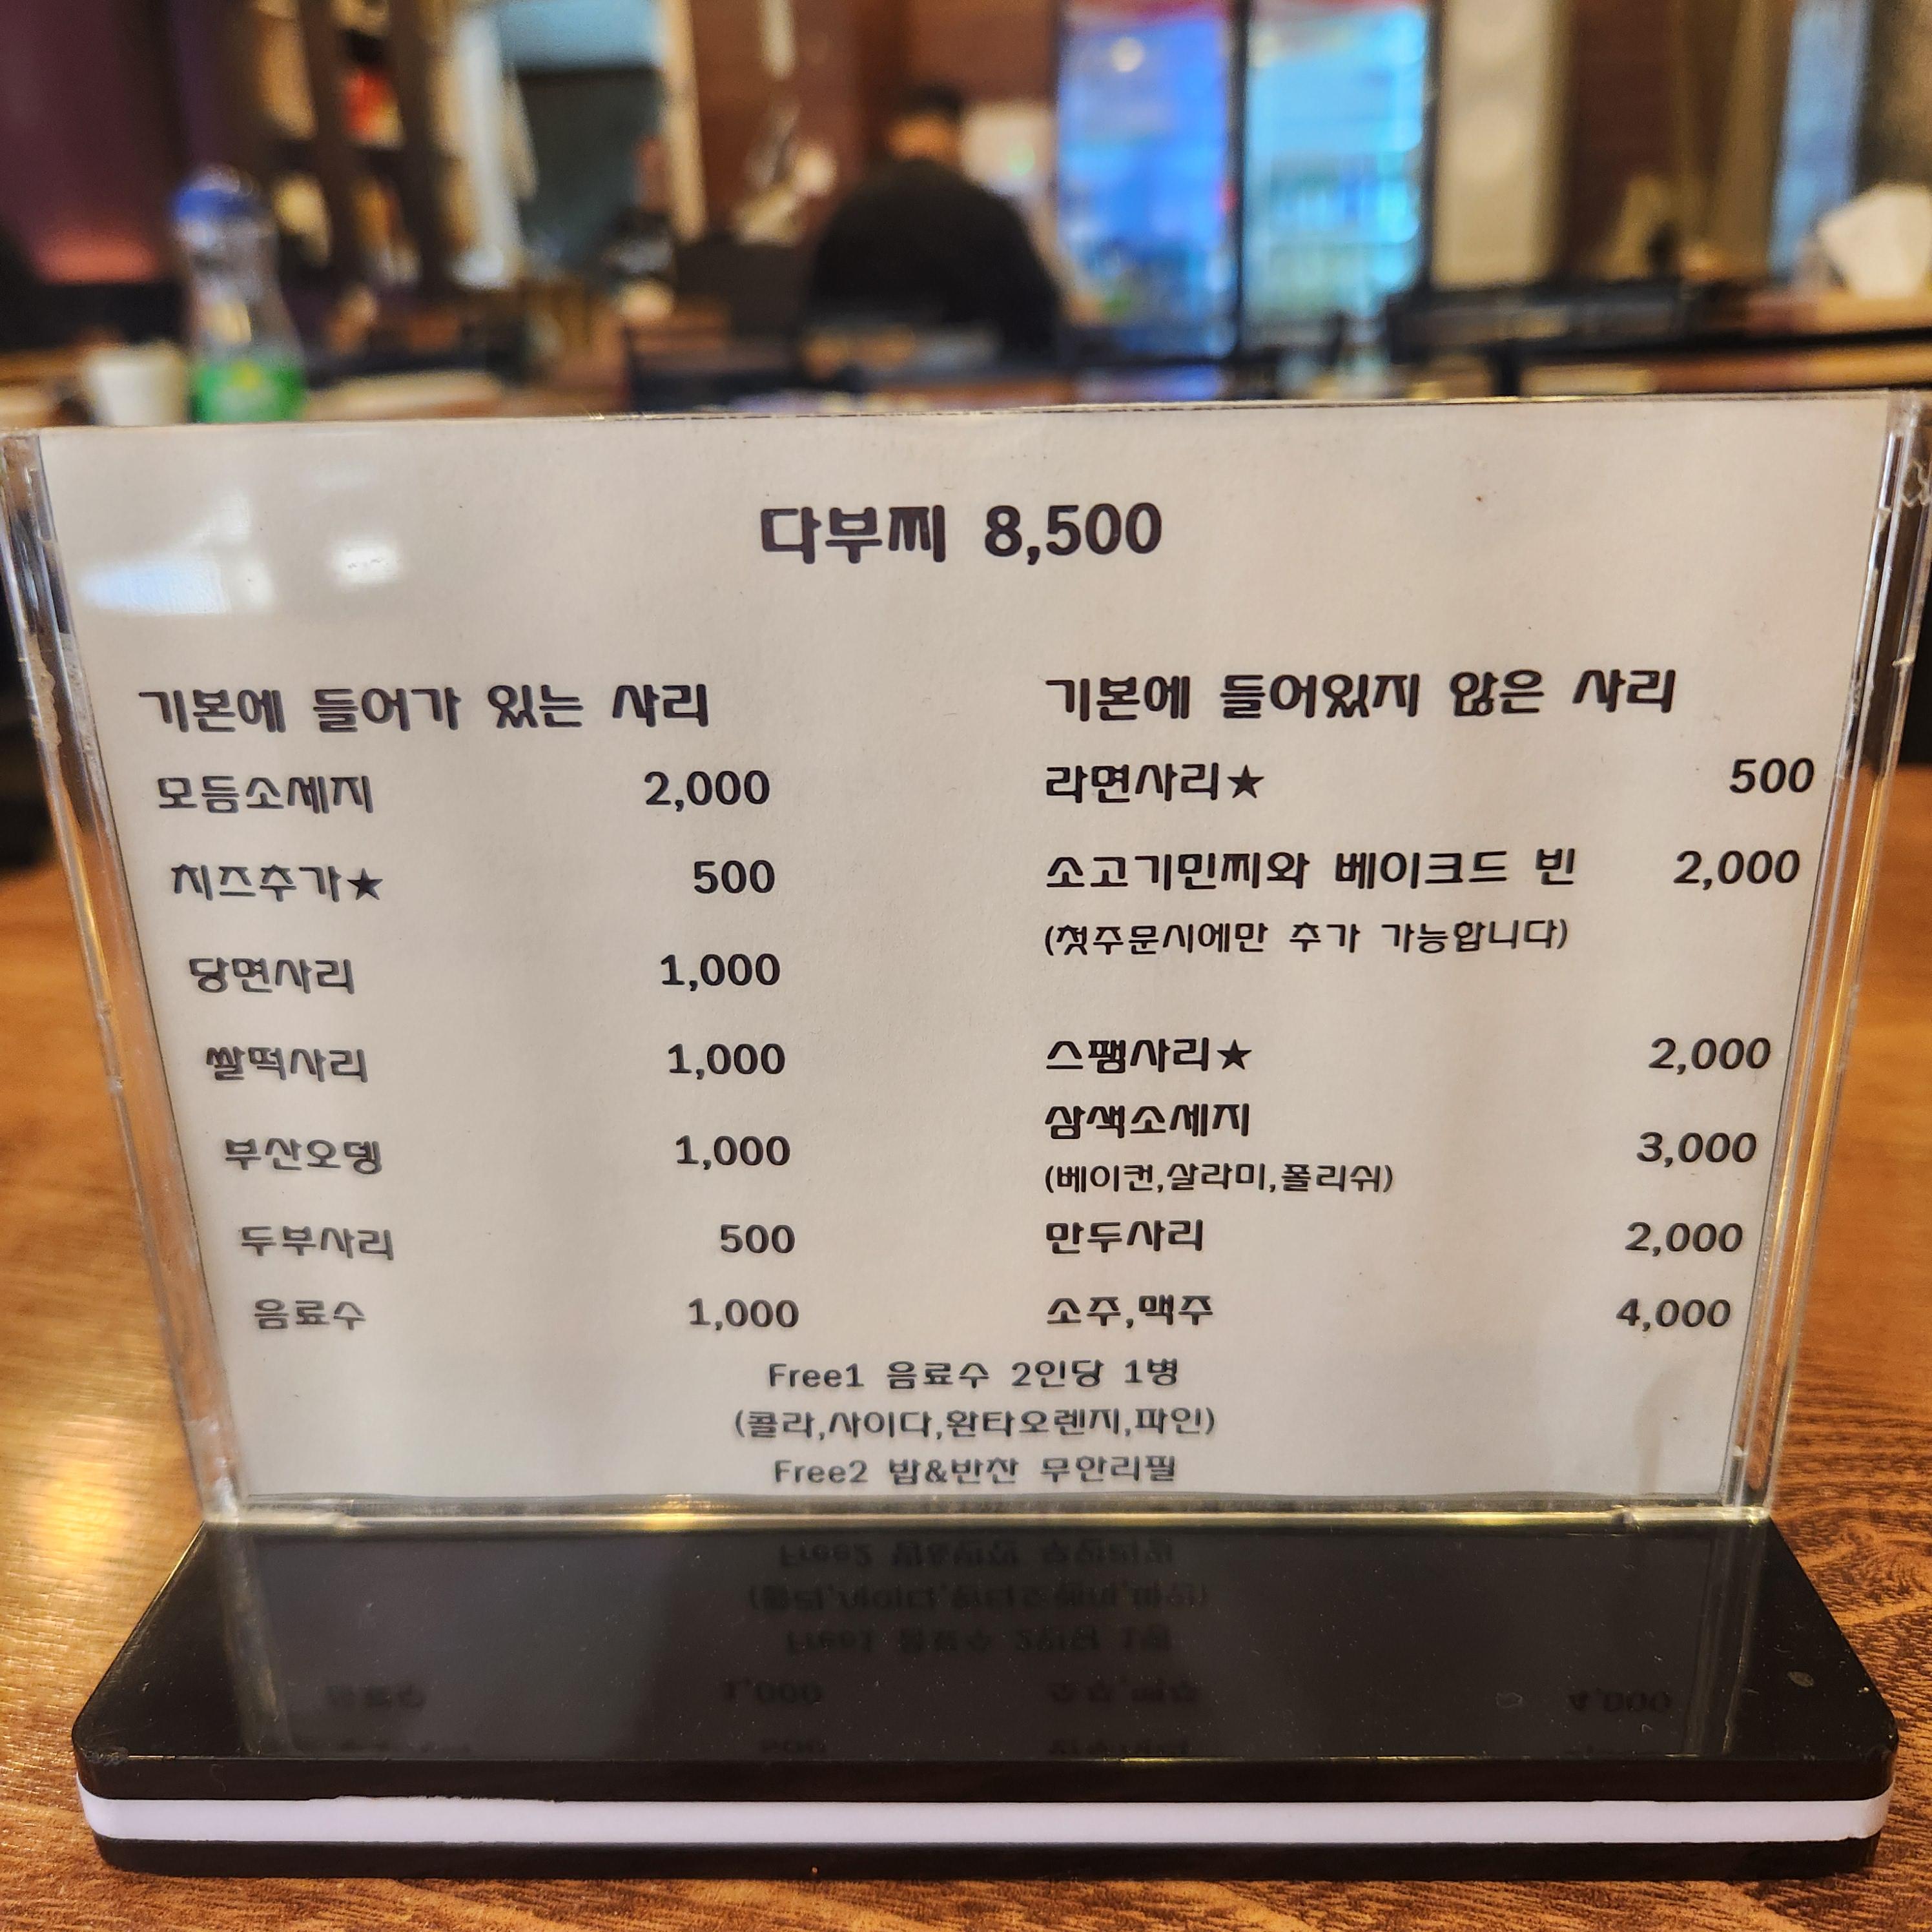 다부찌 8,500
기본에 들어가 있는 사리
모듬소세지 2,000
치즈추가★ 500
당면사리 1,000
쌀떡사리 1,000
부산오뎅 1,000
두부사리 500
음료수 1,000
기본에 들어있지 않은 사리
라면사리★ 500
소고기민찌와 베이크드 빈 2,000
(첫주문시에만 추가 가능합니다)
스팸사리★ 2,000
삼색소세지 3,000
(베이컨,살라미,폴리쉬)
만두사리 2,000
소주,맥주 4,000
Free1 음료수 2인당 1병
(콜라,사이다,환타오렌지,파인)
Free2 밥&반찬 무한리필